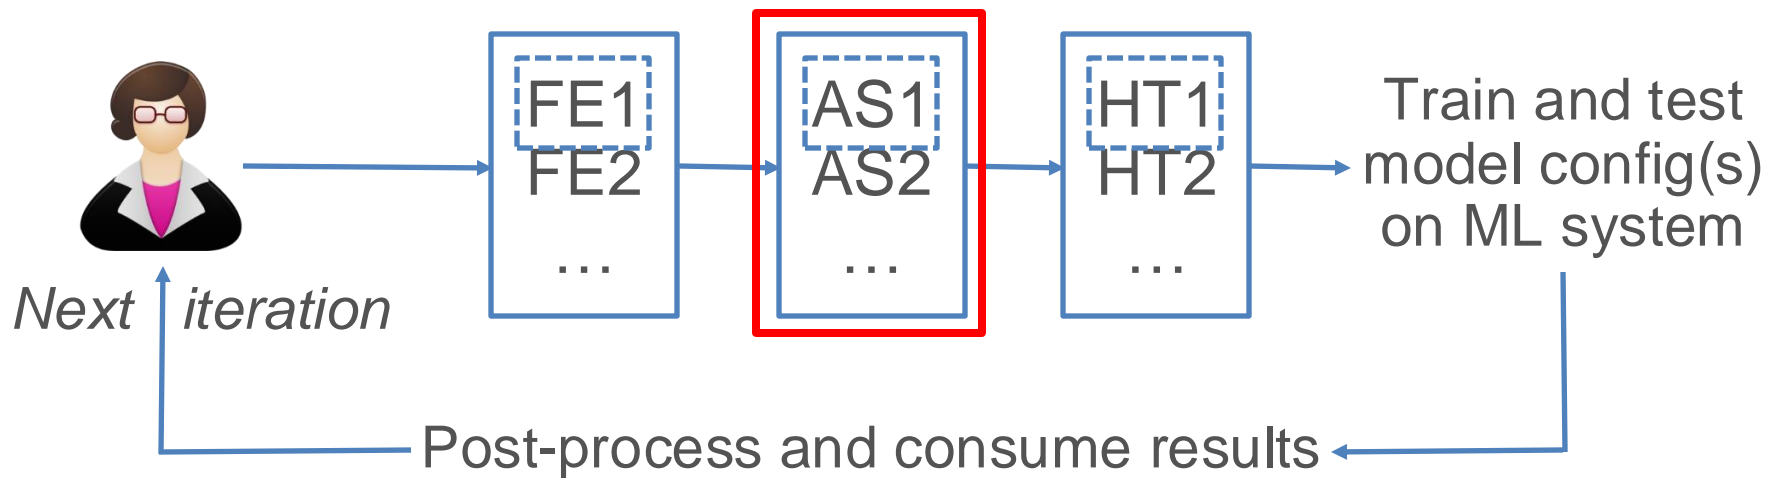 FE1
FE2
…
AS1
AS2
…
HT1
HT2
…
Train and test
model config(s)
on ML system
Next iteration
Post-process and consume results